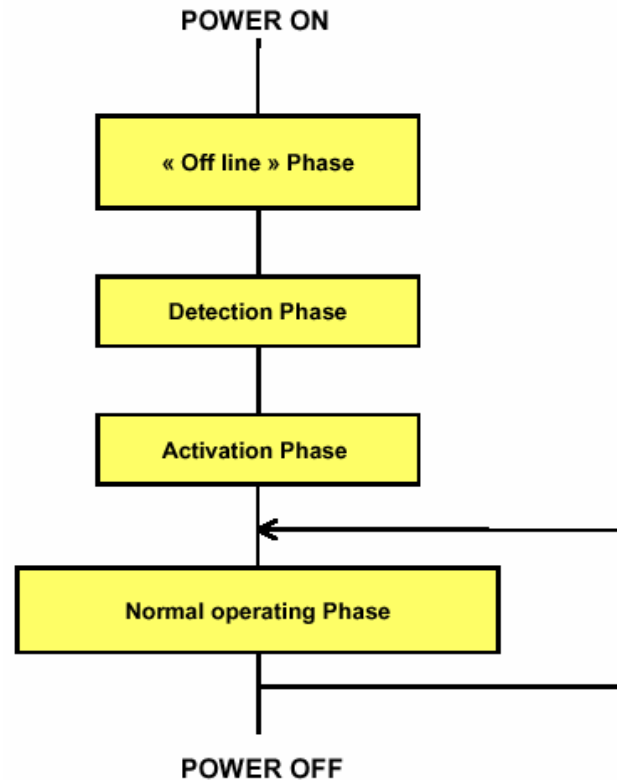 POWER ON
« Off line » Phase
Detection Phase
Activation Phase
Normal operating Phase
POWER OFF